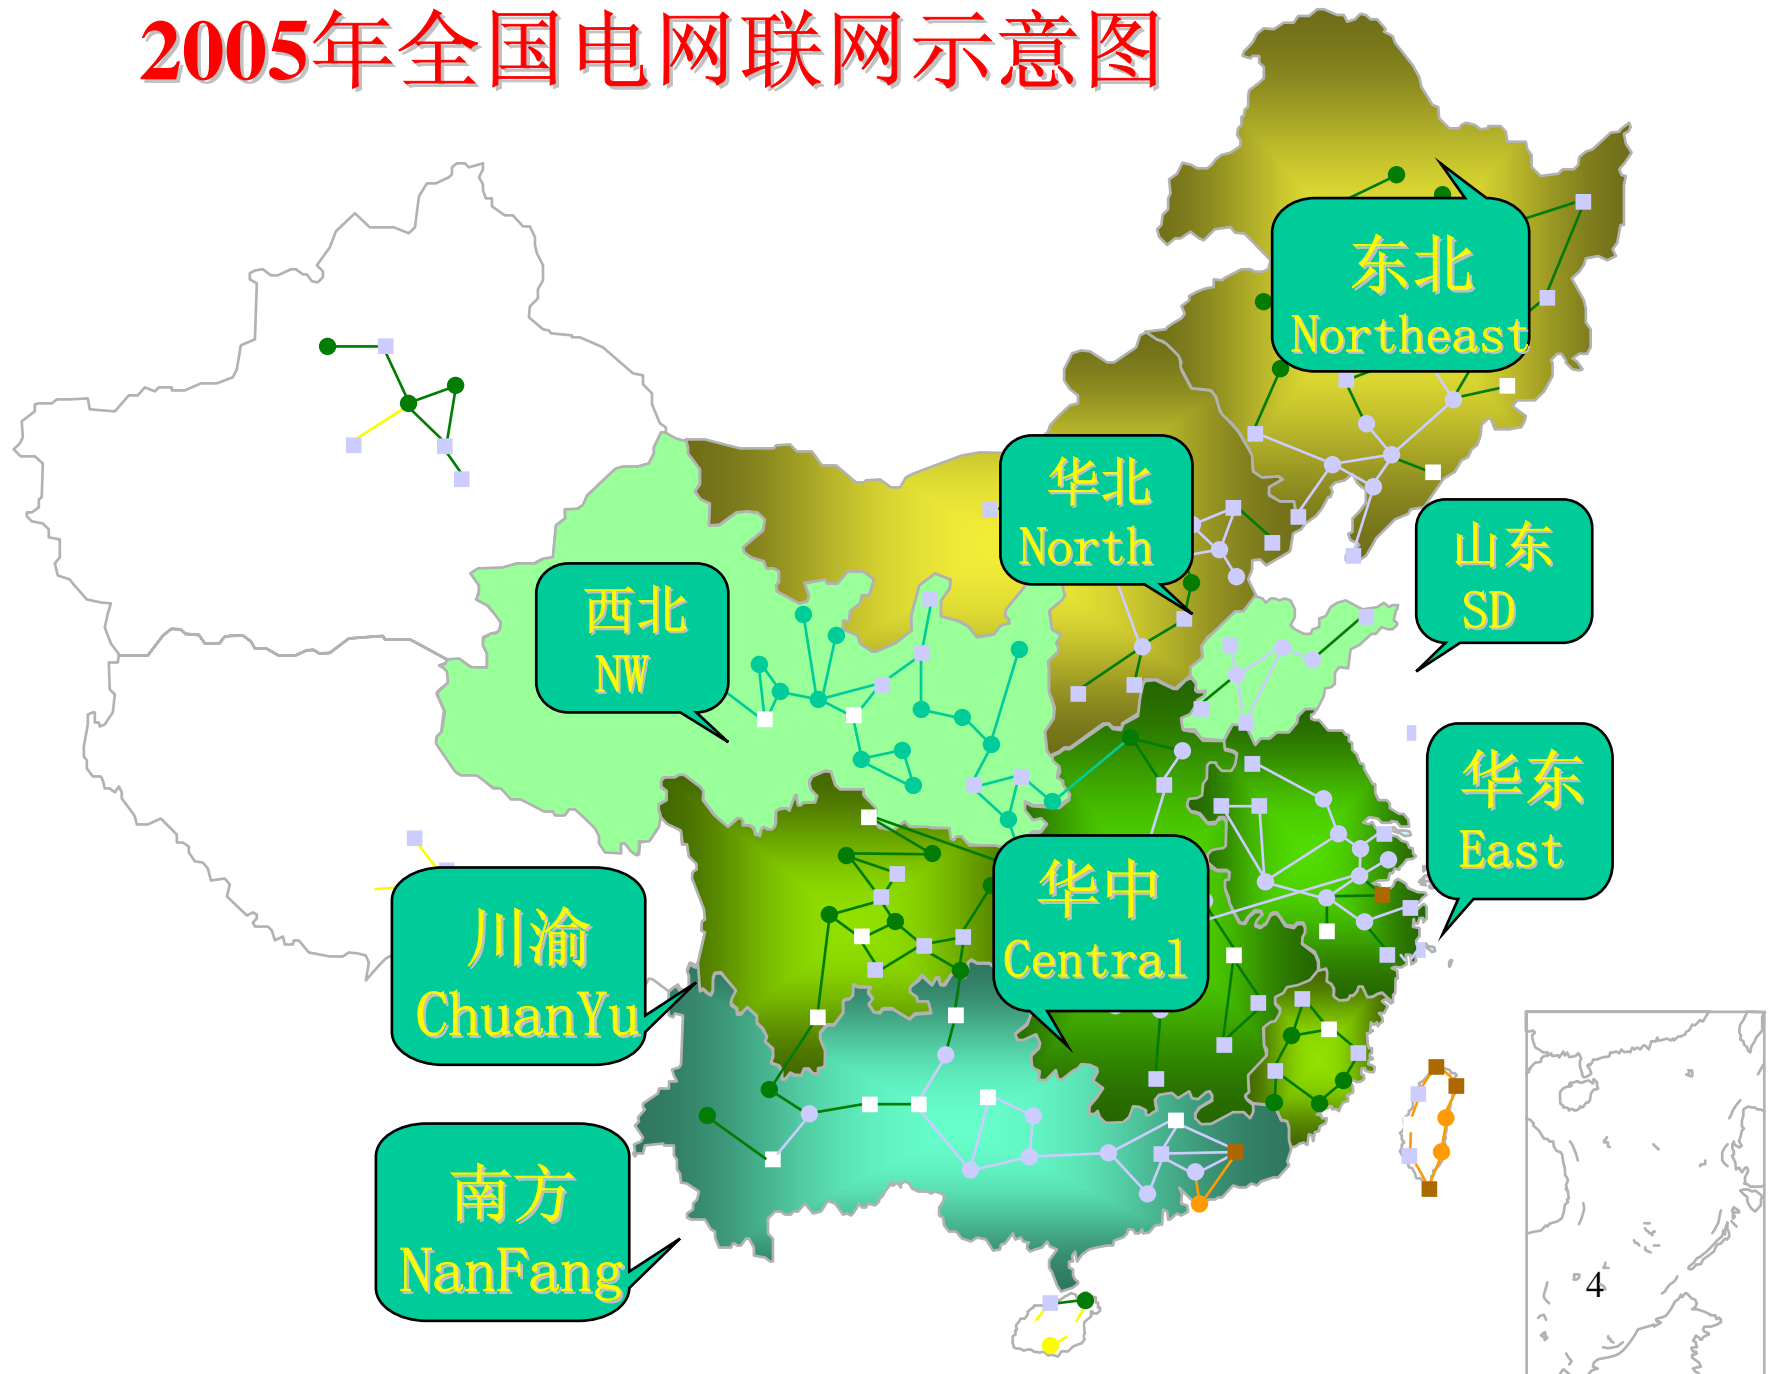 2005年全国电网联网示意图
东北
Northeast
华北
North
山东
SD
西北
NW
华东
East
华中
Central
川渝
ChuanYu
南方
NanFang
4